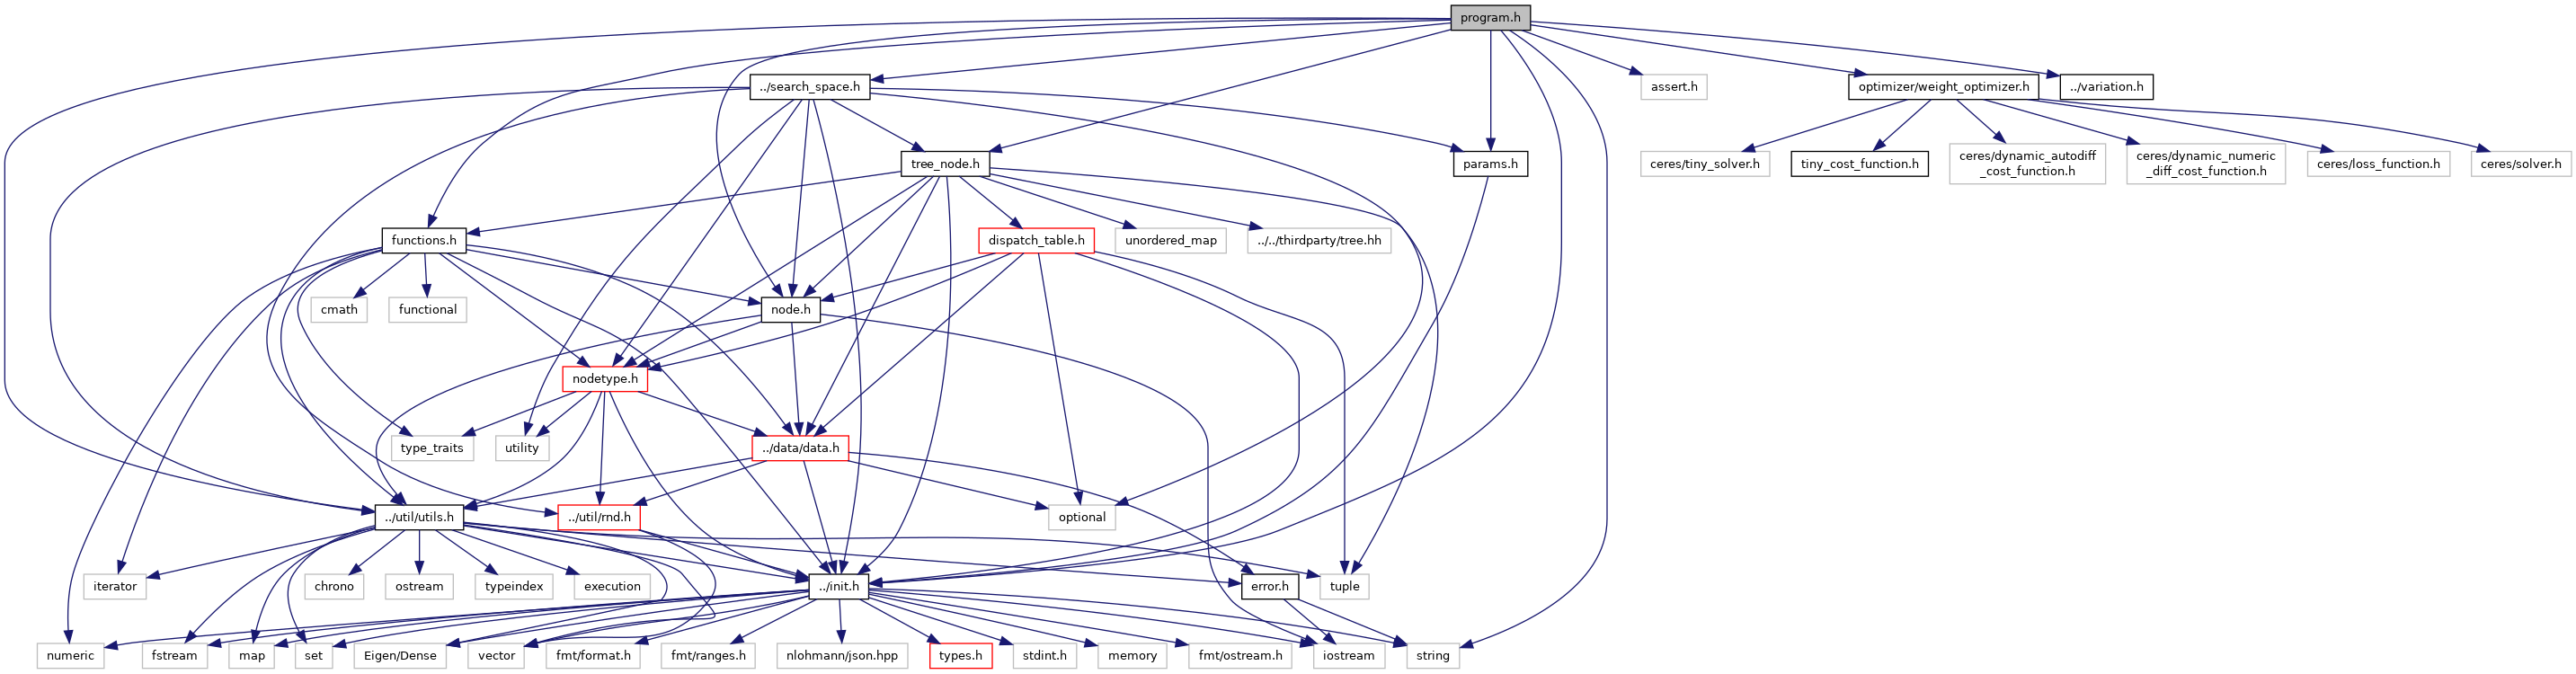 program.h
../search_space.h
assert.h
optimizer/weight_optimizer.h
../variation.h
tree_node.h
params.h
ceres/tiny_solver.h
tiny_cost_function.h
ceres/dynamic_autodiff
_cost_function.h
ceres/dynamic_numeric
_diff_cost_function.h
ceres/loss_function.h
ceres/solver.h
functions.h
dispatch_table.h
unordered_map
../../thirdparty/tree.hh
cmath
functional
node.h
nodetype.h
type_traits
utility
../data/data.h
../util/utils.h
../util/rnd.h
optional
iterator
chrono
ostream
typeindex
execution
../init.h
error.h
tuple
numeric
fstream
map
set
Eigen/Dense
vector
fmt/format.h
fmt/ranges.h
nlohmann/json.hpp
types.h
stdint.h
memory
fmt/ostream.h
iostream
string